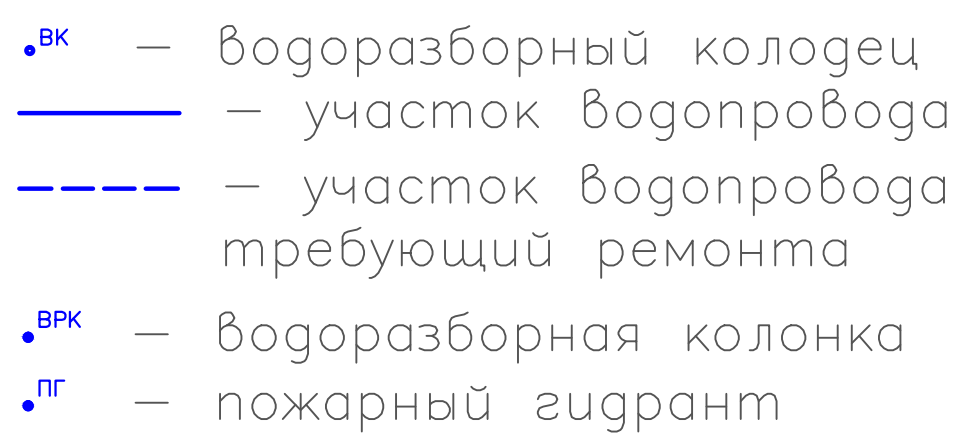 ВК — водоразборный колодец
— участок водопровода
— участок водопровода
требующий ремонта
ВРК — водоразборная колонка
ПГ — пожарный гидрант